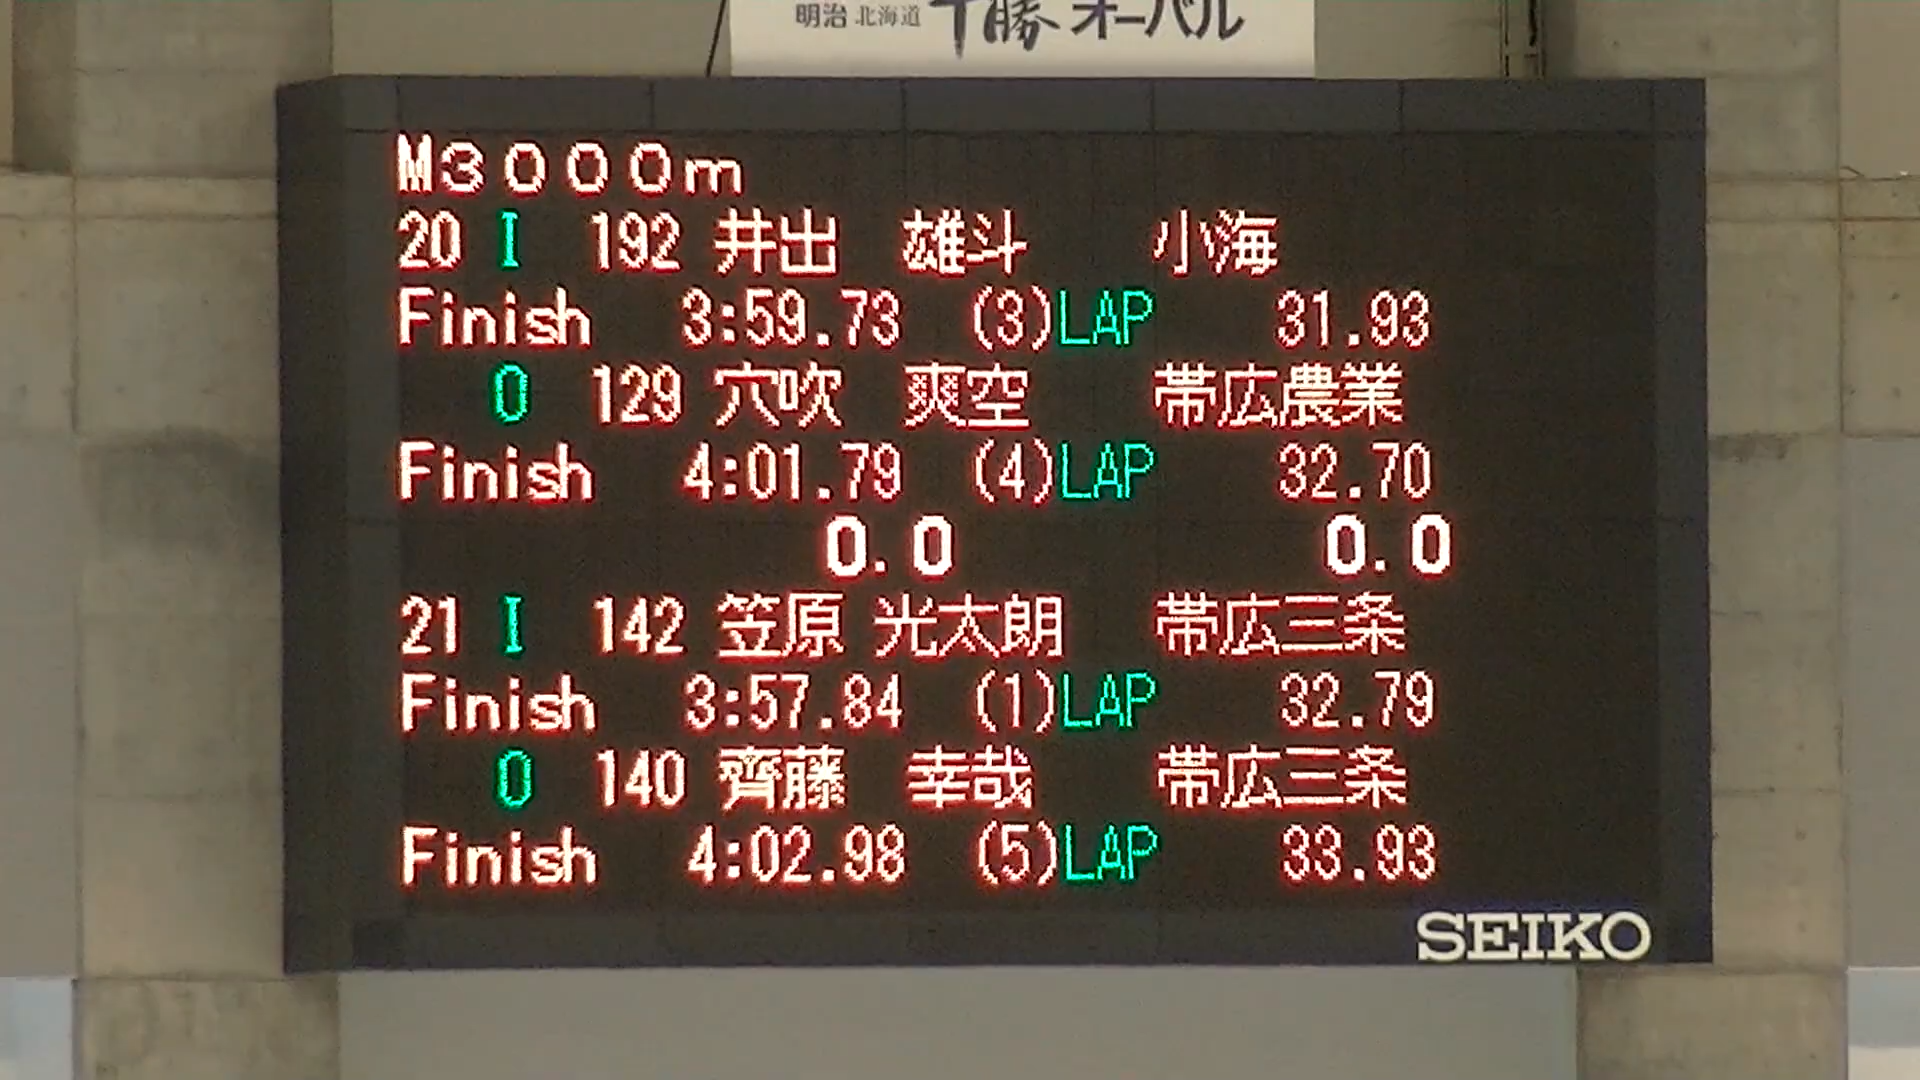 明治 北海道 十勝オーバル
M3000m
20 I 192 井出 雄斗 小海
Finish 3:59.73 (3)LAP 31.93
O 129 穴吹 爽空 帯広農業
Finish 4:01.79 (4)LAP 32.70
0.0 0.0
21 I 142 笠原 光太朗 帯広三条
Finish 3:57.84 (1)LAP 32.79
O 140 齊藤 幸哉 帯広三条
Finish 4:02.98 (5)LAP 33.93
SEIKO